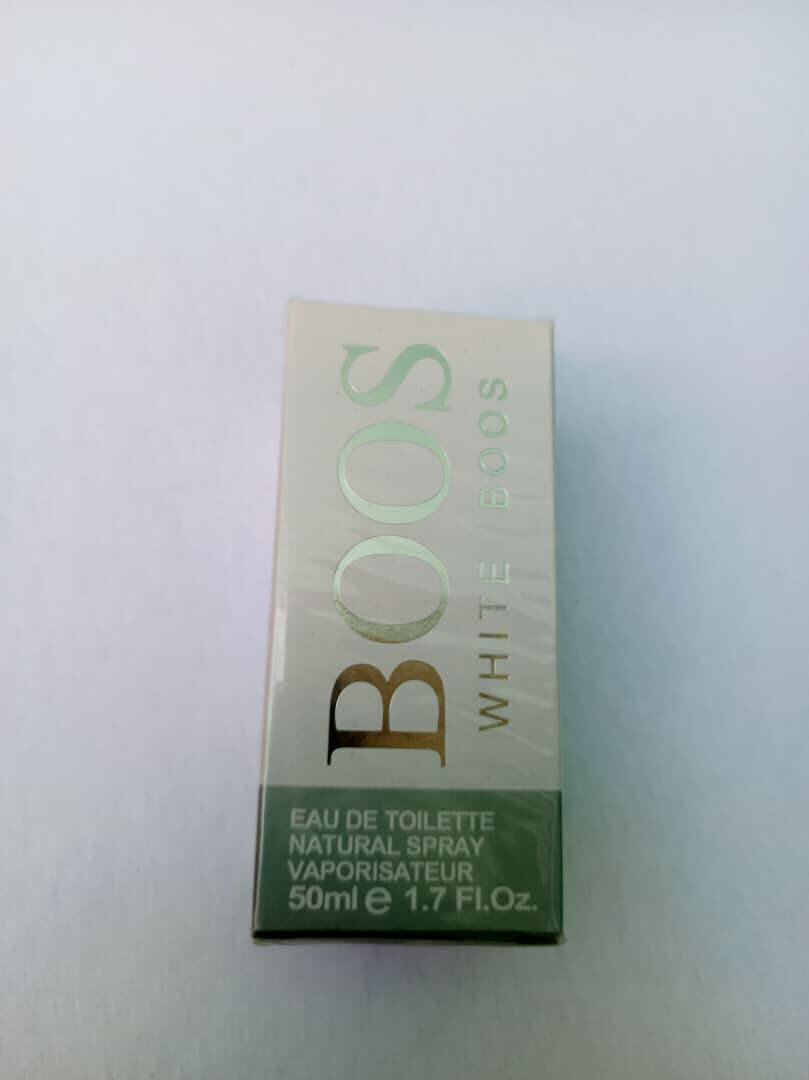 BOOS
WHITE BOOS
EAU DE TOILETTE
NATURAL SPRAY
VAPORISATEUR
50ml e 1.7 Fl.Oz.